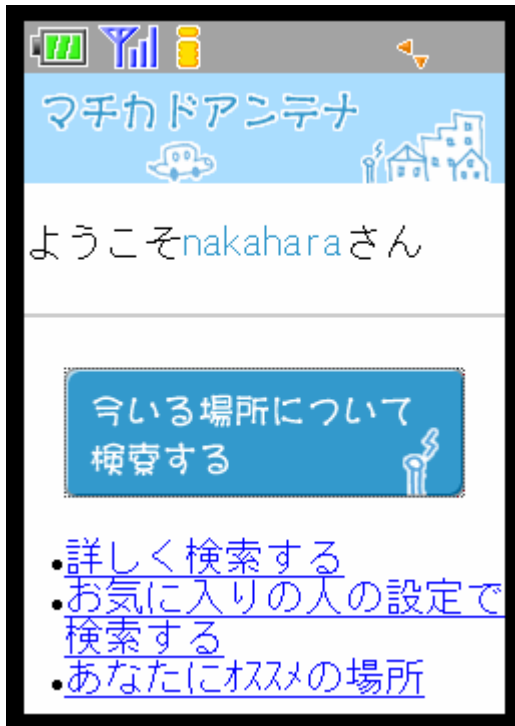 マチカドアンテナ
ようこそnakaharaさん
今いる場所について
検索する
•詳しく検索する
•お気に入りの人の設定で
検索する
•あなたにｵｽｽﾒの場所